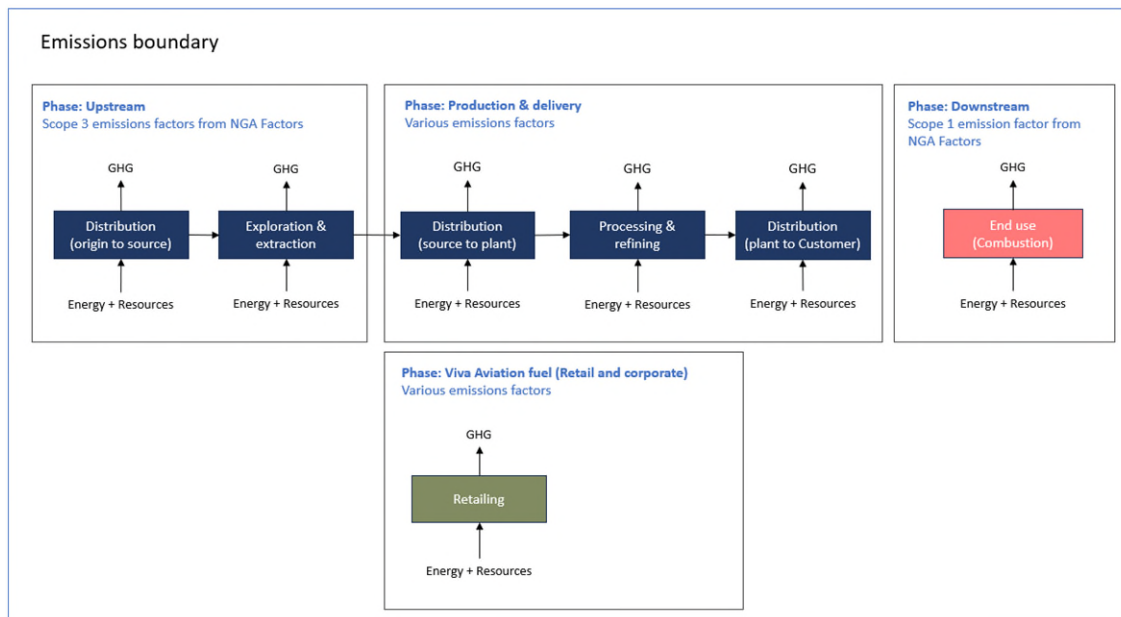 Emissions boundary
Phase: Upstream
Scope 3 emissions factors from NGA Factors
GHG
GHG
Distribution
(origin to source)
Exploration &
extraction
Energy + Resources
Energy + Resources
Phase: Production & delivery
Various emissions factors
GHG
GHG
GHG
Distribution
(source to plant)
Processing &
refining
Distribution
(plant to Customer)
Energy + Resources
Energy + Resources
Energy + Resources
Phase: Downstream
Scope 1 emission factor from
NGA Factors
GHG
End use
(Combustion)
Energy + Resources
Phase: Viva Aviation fuel (Retail and corporate)
Various emissions factors
GHG
Retailing
Energy + Resources